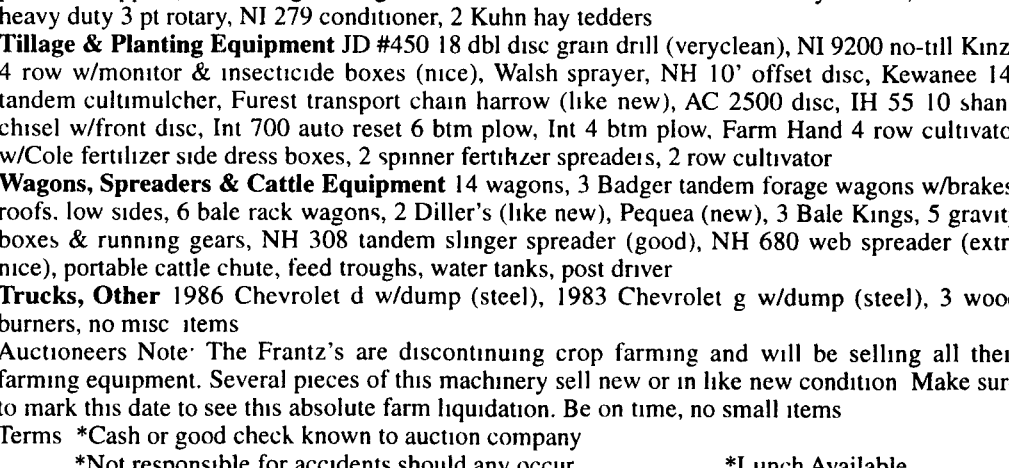 heavy duty 3 pt rotary, NI 279 conditioner, 2 Kuhn hay tedders
Tillage & Planting Equipment JD #450 18 dbl disc grain drill (veryclean), NI 9200 no-till Kinz
4 row w/monitor & insecticide boxes (nice), Walsh sprayer, NH 10' offset disc, Kewanee 14
tandem cultimulcher, Furest transport chain harrow (like new), AC 2500 disc, IH 55 10 shan
chisel w/front disc, Int 700 auto reset 6 btm plow, Int 4 btm plow, Farm Hand 4 row cultivato
w/Cole fertilizer side dress boxes, 2 spinner fertilizer spreaders, 2 row cultivator
Wagons, Spreaders & Cattle Equipment 14 wagons, 3 Badger tandem forage wagons w/brakes
roofs. low sides, 6 bale rack wagons, 2 Diller's (like new), Pequea (new), 3 Bale Kings, 5 gravit
boxes & running gears, NH 308 tandem slinger spreader (good), NH 680 web spreader (extr
nice), portable cattle chute, feed troughs, water tanks, post driver
Trucks, Other 1986 Chevrolet d w/dump (steel), 1983 Chevrolet g w/dump (steel), 3 woo
burners, no misc items
Auctioneers Note· The Frantz's are discontinuing crop farming and will be selling all thei
farming equipment. Several pieces of this machinery sell new or in like new condition Make sur
to mark this date to see this absolute farm liquidation. Be on time, no small items
Terms *Cash or good check known to auction company
*Not responsible for accidents should any occur *Lunch Available